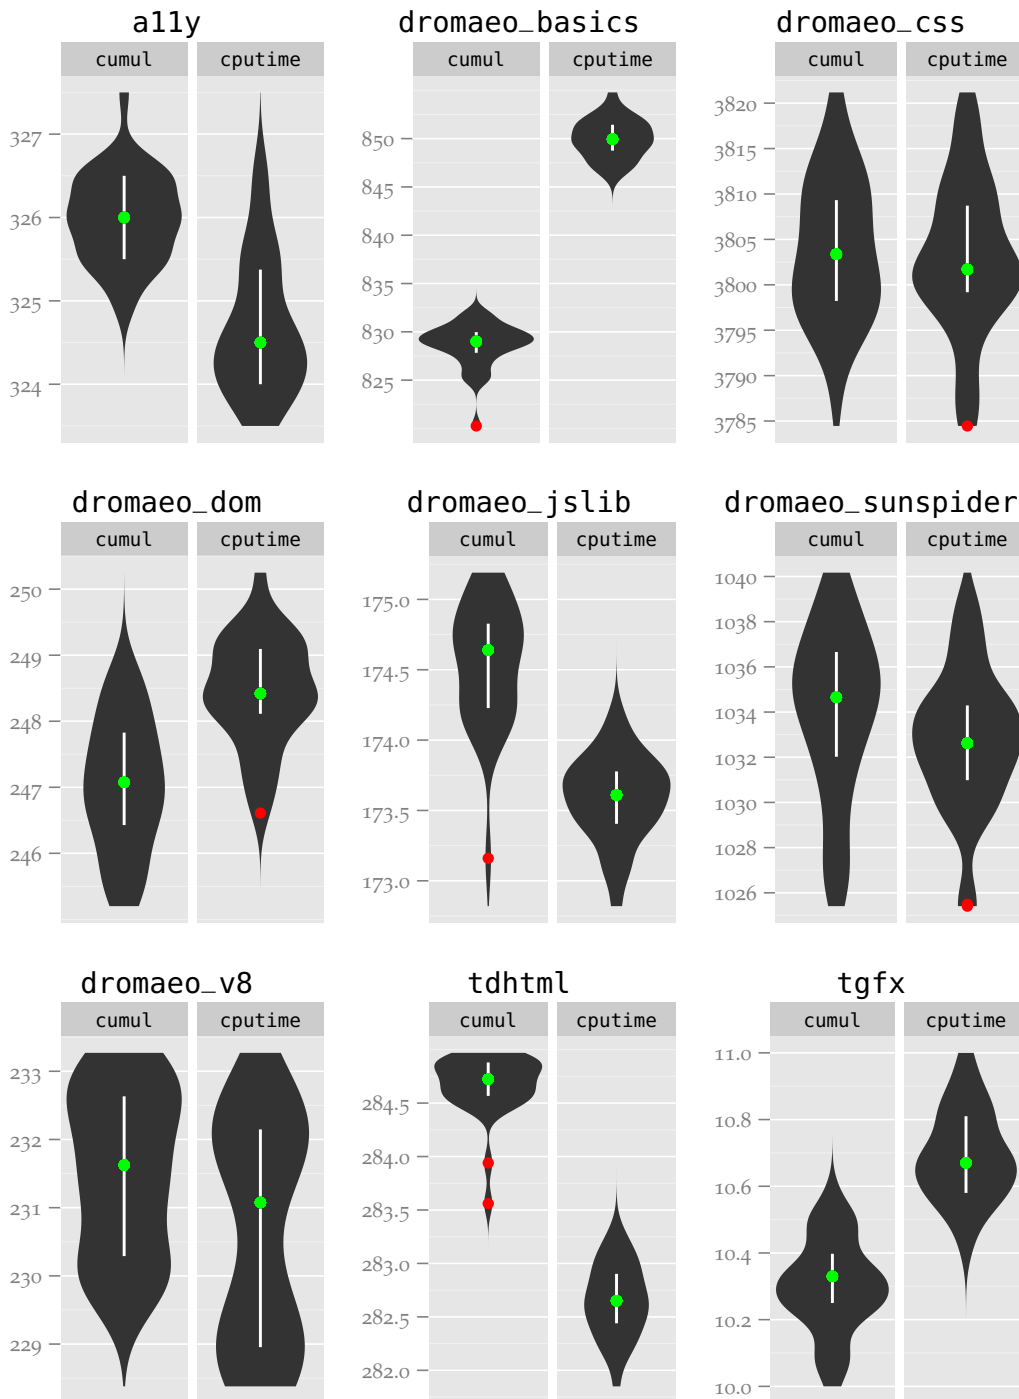 a11y
cumul cputime
327
326
325
324
dromaeo_basics
cumul cputime
850
845
840
835
830
825
dromaeo_css
cumul cputime
3820
3815
3810
3805
3800
3795
3790
3785
dromaeo_dom
cumul cputime
250
249
248
247
246
dromaeo_jslib
cumul cputime
175.0
174.5
174.0
173.5
173.0
dromaeo_sunspider
cumul cputime
1040
1038
1036
1034
1032
1030
1028
1026
dromaeo_v8
cumul cputime
233
232
231
230
229
tdhtml
cumul cputime
284.5
284.0
283.5
283.0
282.5
282.0
tgfx
cumul cputime
11.0
10.8
10.6
10.4
10.2
10.0